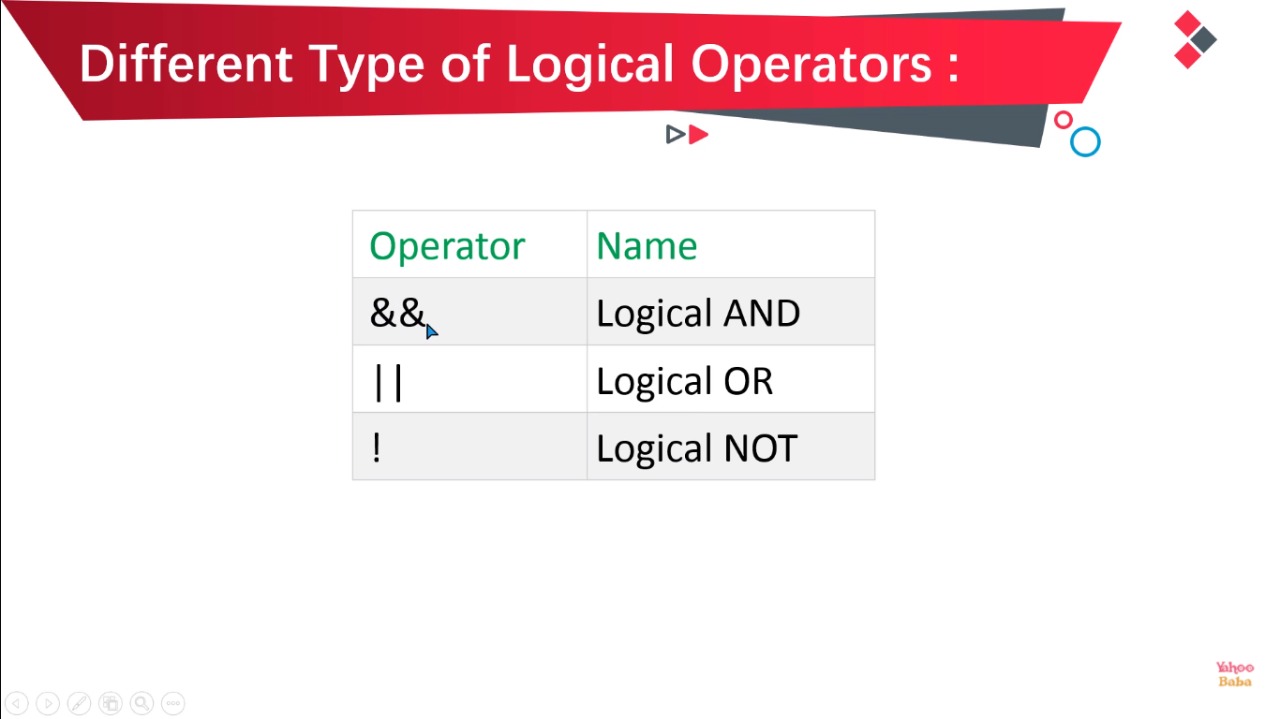 Different Type of Logical Operators :
Operator Name
&& Logical AND
|| Logical OR
! Logical NOT
Yahoo
Baba